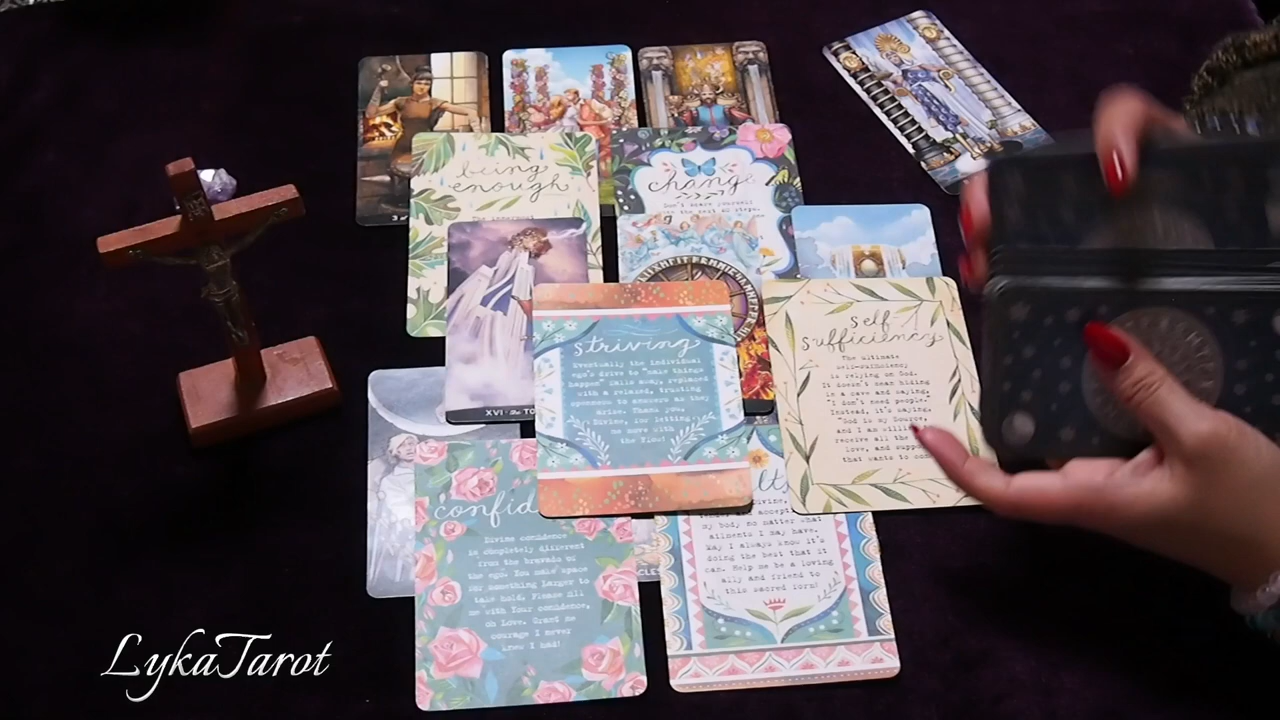 being
enough
The innermost
change
Don't scare yourself
XVI • The TO
striving
Eventually the individual
ego's drive to "make things
happen" falls away, replaced
with a relaxed, trusting
openness to answers as they
arise. Thank you,
Divine, for letting
me move with
the Flow!
self-
sufficiency
The ultimate
self-sufficiency
is relying on God.
It doesn't mean hiding
in a cave and saying,
"I don't need people."
Instead, it's saying,
"God is my Source,
and I am willing
receive all the
love, and suppo
that wants to co
confid
Divine confidence
is completely different
from the bravado of
the ego. You make space
for something Larger to
take hold. Please fill
me with Your confidence,
oh Love. Grant me
courage I never
knew I had!
CLES
my body no matter what
ailments I may have.
May I always know it's
doing the best that it
can. Help me be a loving
ally and friend to
this sacred form!
LykaTarot